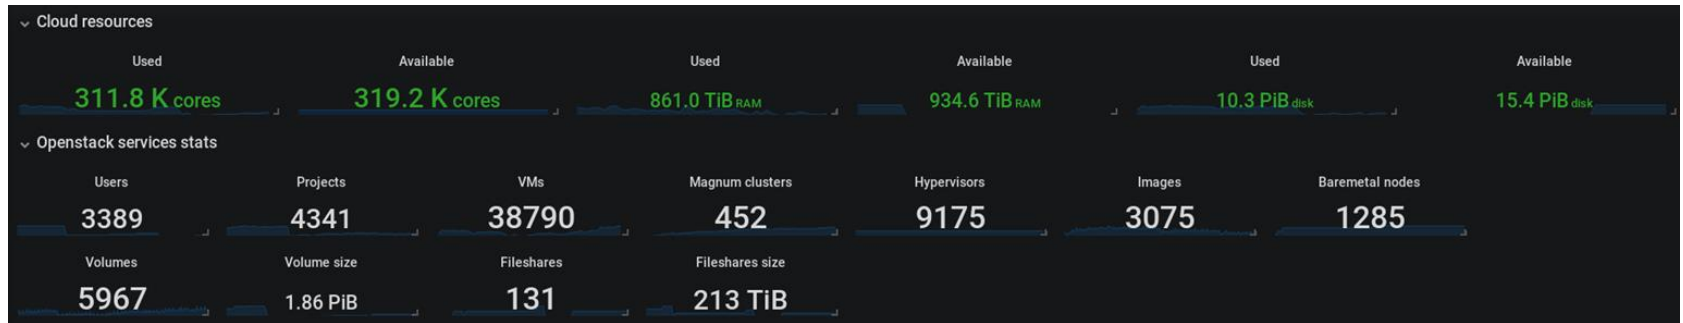 Cloud resources
Used Available Used Available Used Available
311.8 K cores 319.2 K cores 861.0 TiB RAM 934.6 TiB RAM 10.3 PiB disk 15.4 PiB disk
Openstack services stats
Users Projects VMs Magnum clusters Hypervisors Images Baremetal nodes
3389 4341 38790 452 9175 3075 1285
Volumes Volume size Fileshares Fileshares size
5967 1.86 PiB 131 213 TiB